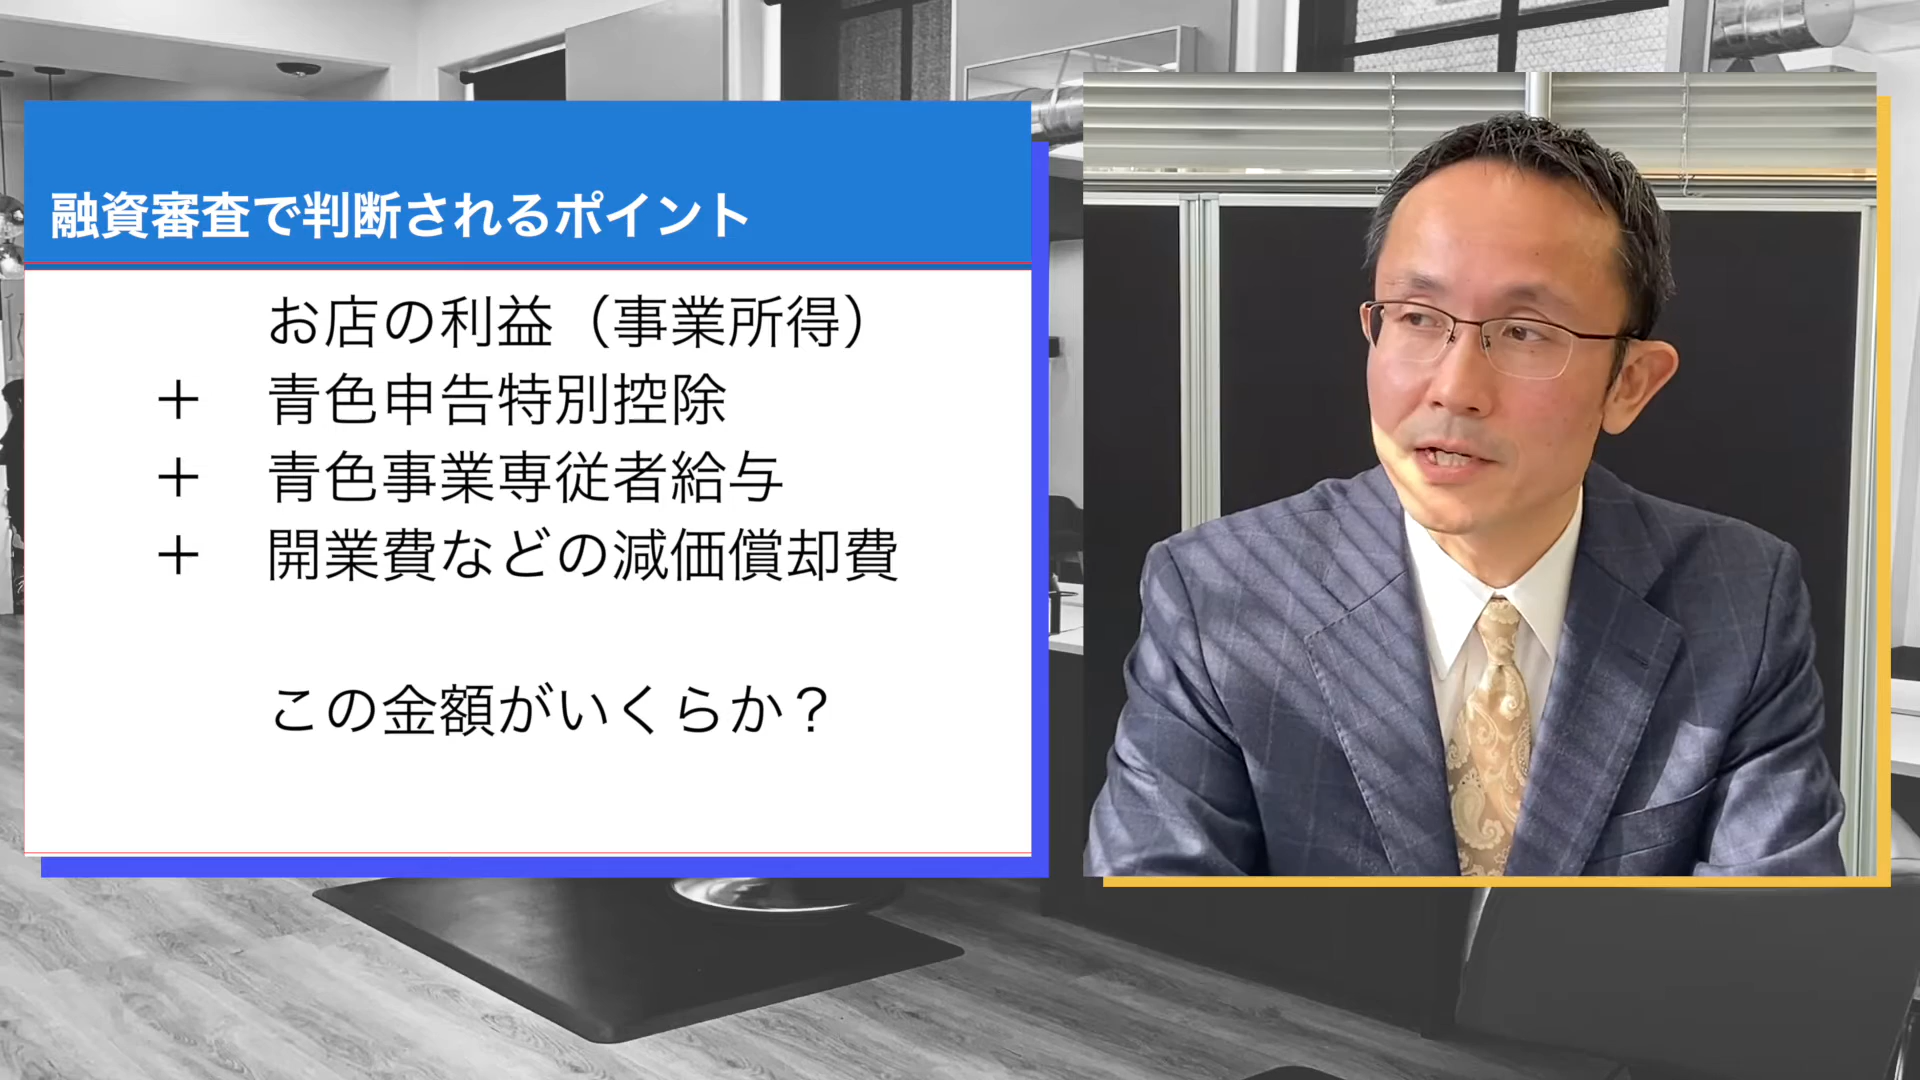 融資審査で判断されるポイント
お店の利益（事業所得）
＋　青色申告特別控除
＋　青色事業専従者給与
＋　開業費などの減価償却費
この金額がいくらか？